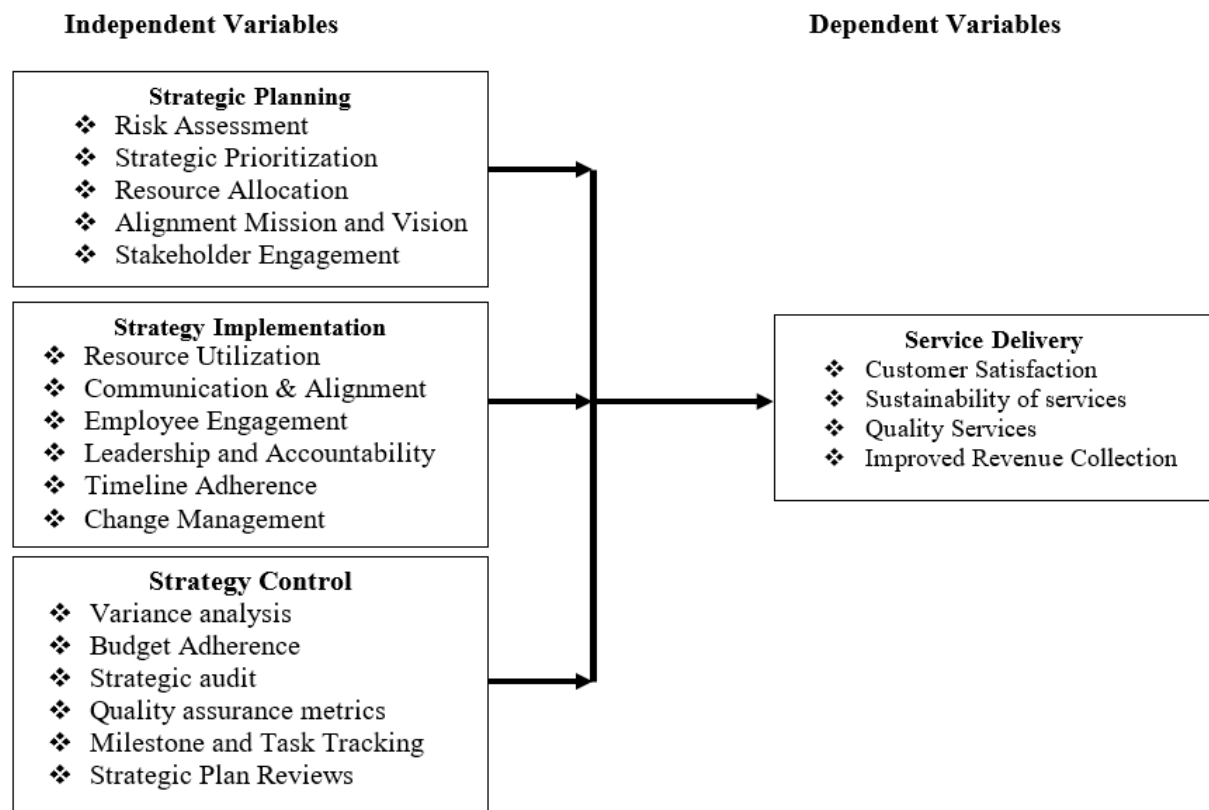 Independent Variables
Dependent Variables
Strategic Planning
❖ Risk Assessment
❖ Strategic Prioritization
❖ Resource Allocation
❖ Alignment Mission and Vision
❖ Stakeholder Engagement
Strategy Implementation
❖ Resource Utilization
❖ Communication & Alignment
❖ Employee Engagement
❖ Leadership and Accountability
❖ Timeline Adherence
❖ Change Management
Strategy Control
❖ Variance analysis
❖ Budget Adherence
❖ Strategic audit
❖ Quality assurance metrics
❖ Milestone and Task Tracking
❖ Strategic Plan Reviews
Service Delivery
❖ Customer Satisfaction
❖ Sustainability of services
❖ Quality Services
❖ Improved Revenue Collection